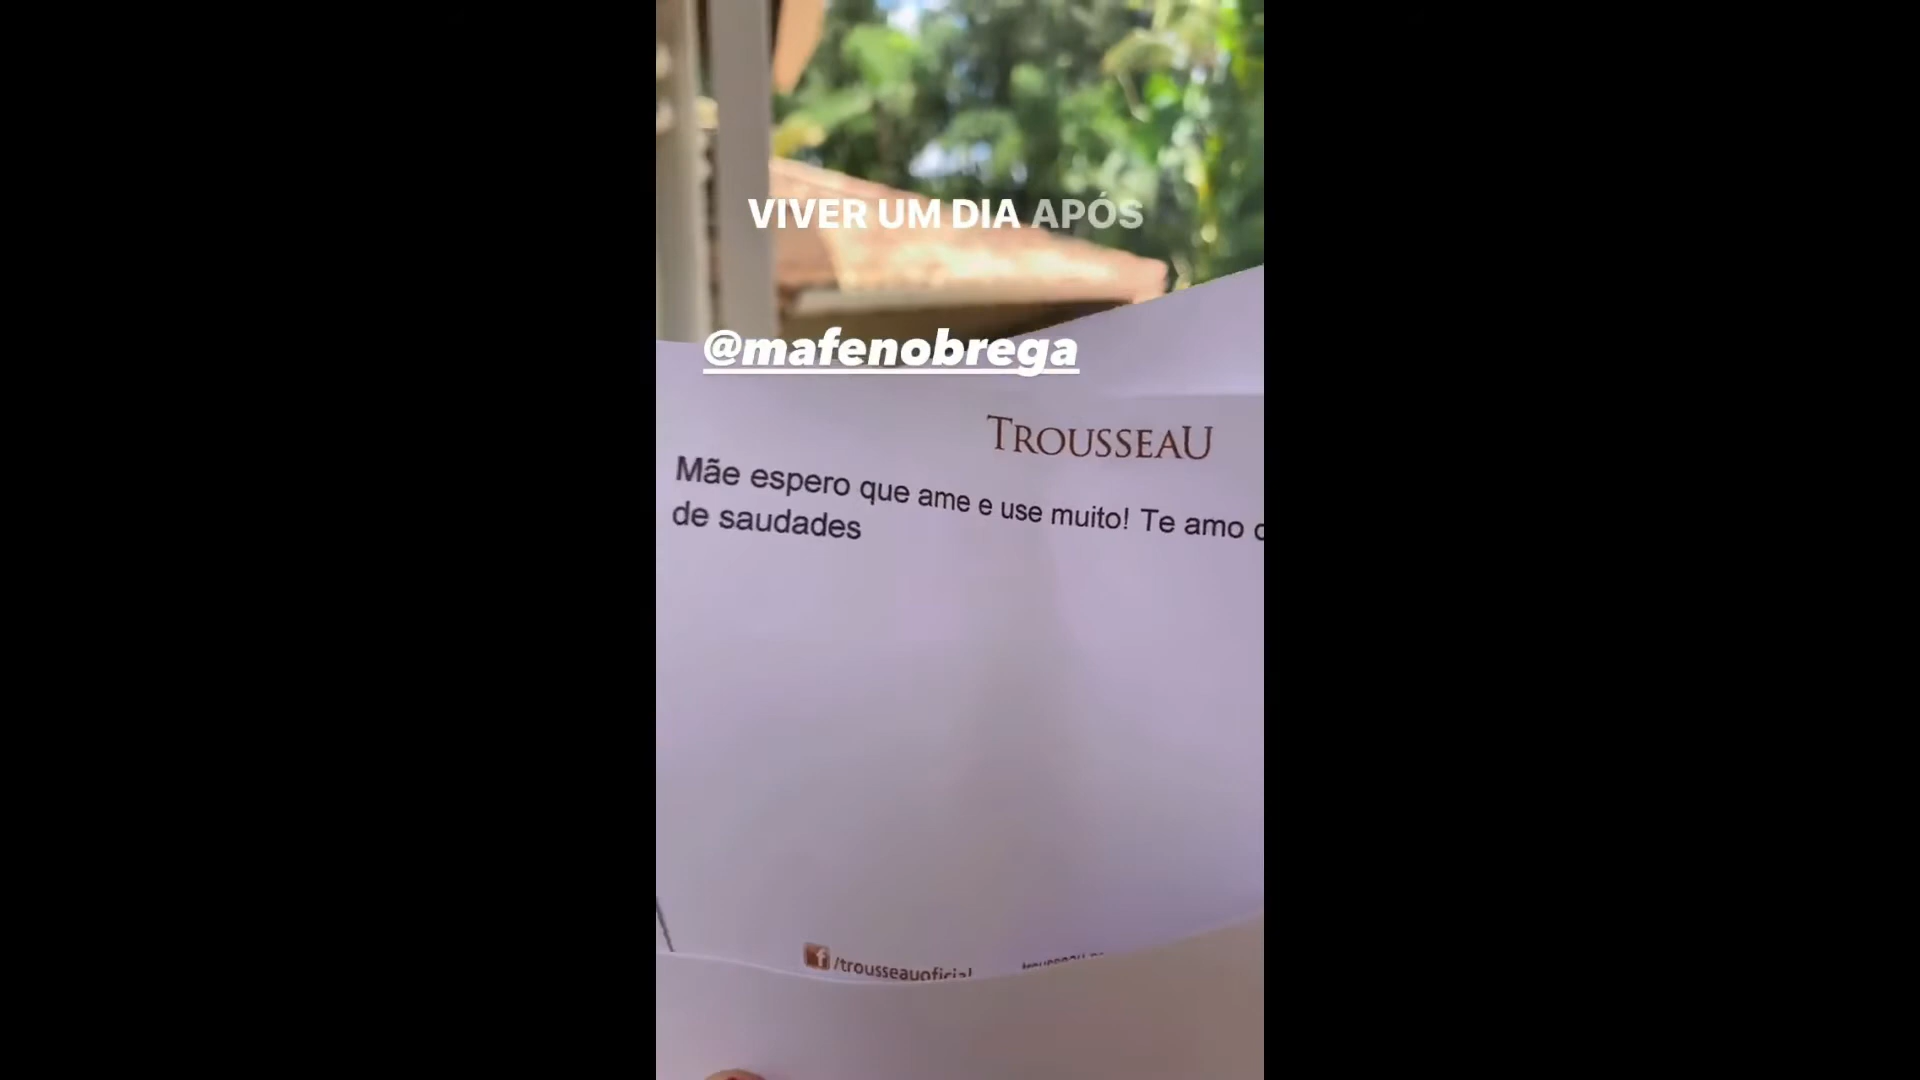 VIVER UM DIA APÓS
@mafenobrega
TROUSSEAU
Mãe espero que ame e use muito! Te amo
de saudades
/trousseauoficial